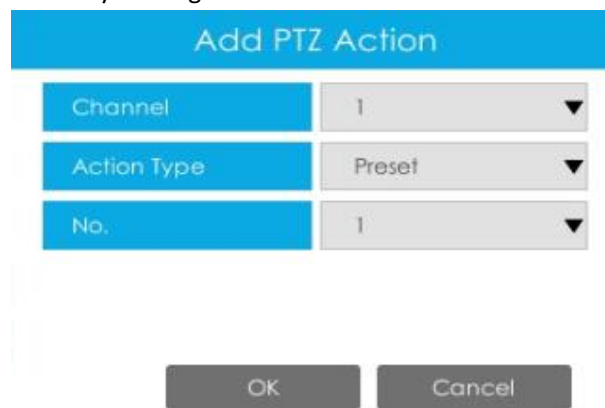 Add PTZ Action
Channel 1
Action Type Preset
No. 1
OK Cancel